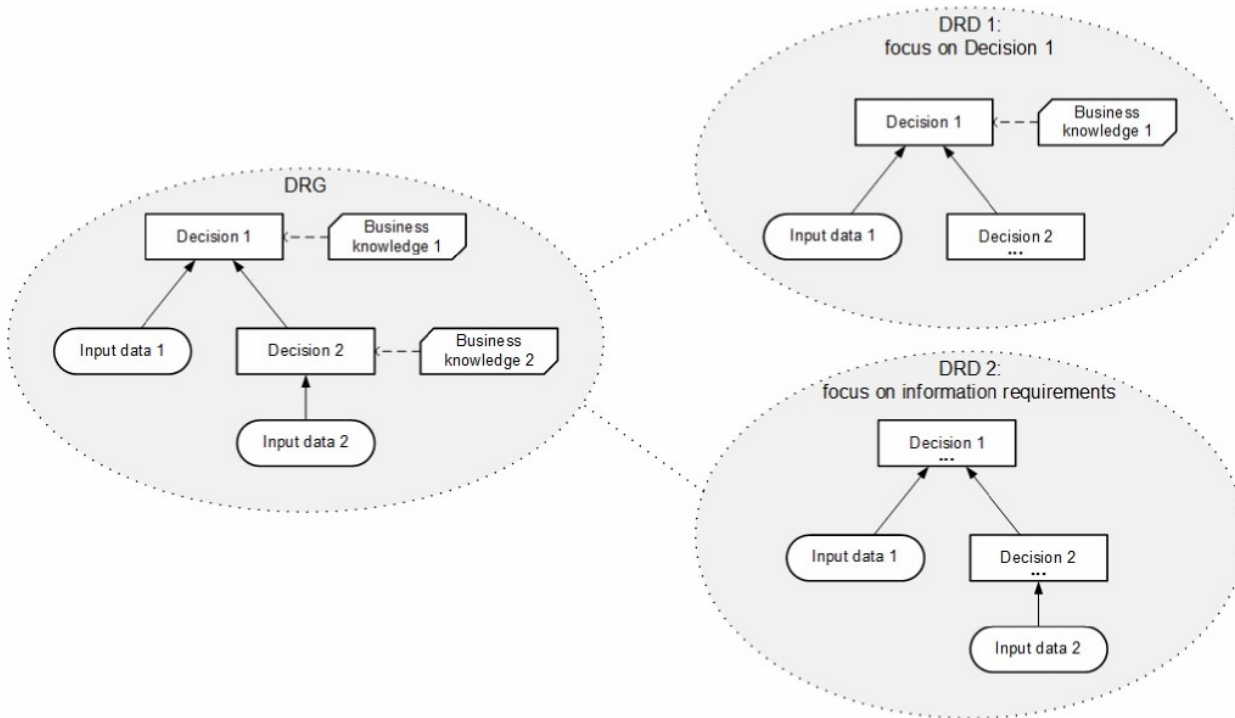 DRG
Decision 1
Business
knowledge 1
Input data 1
Decision 2
Business
knowledge 2
Input data 2
DRD 1:
focus on Decision 1
Decision 1
Business
knowledge 1
Input data 1
Decision 2
...
DRD 2:
focus on information requirements
Decision 1
...
Input data 1
Decision 2
...
Input data 2